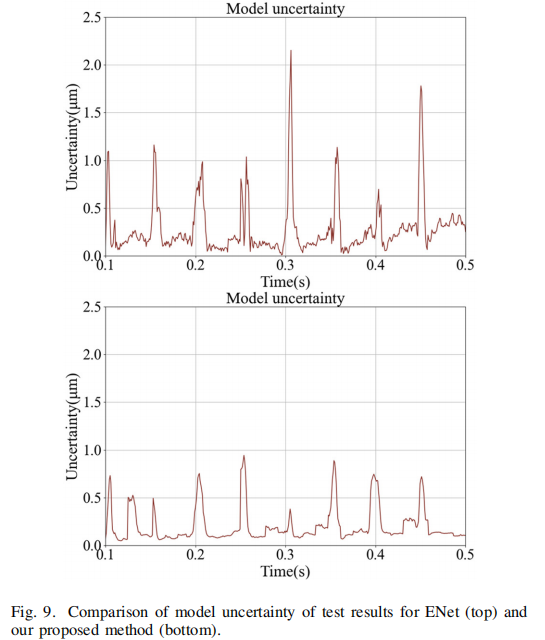 Model uncertainty
2.5
2.0
1.5
1.0
0.5
0.0
Uncertainty(μm)
0.1 0.2 0.3 0.4 0.5
Time(s)
Model uncertainty
2.5
2.0
1.5
1.0
0.5
0.0
Uncertainty(μm)
0.1 0.2 0.3 0.4 0.5
Time(s)
Fig. 9. Comparison of model uncertainty of test results for ENet (top) and
our proposed method (bottom).